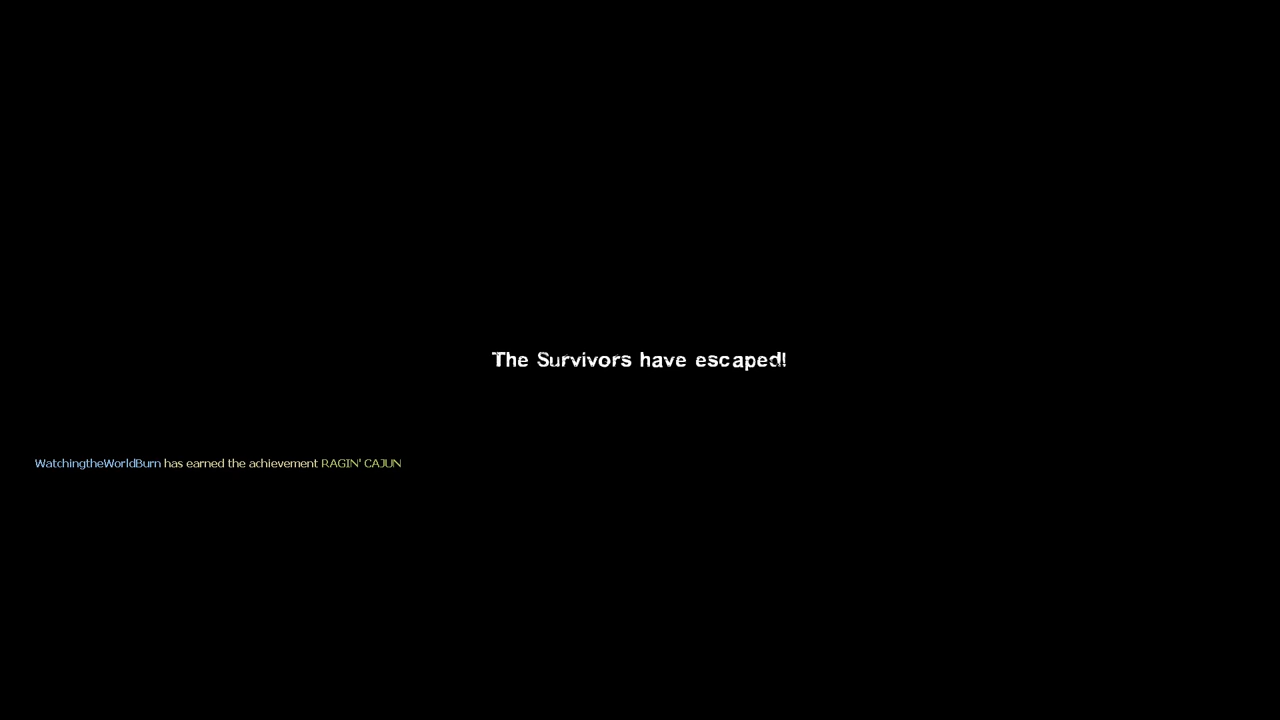 The Survivors have escaped!
WatchingtheWorldBurn has earned the achievement RAGIN' CAJUN